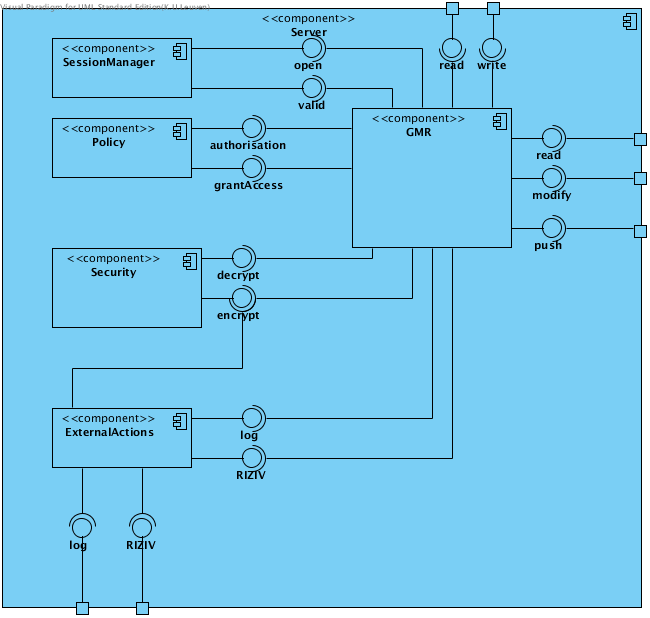 Visual Paradigm for UML Standard Edition(K.U.Leuven)
<<component>>
Server
<<component>>
SessionManager
open
valid
read
write
<<component>>
Policy
authorisation
grantAccess
<<component>>
GMR
read
modify
push
<<component>>
Security
decrypt
encrypt
<<component>>
ExternalActions
log
RIZIV
log
RIZIV